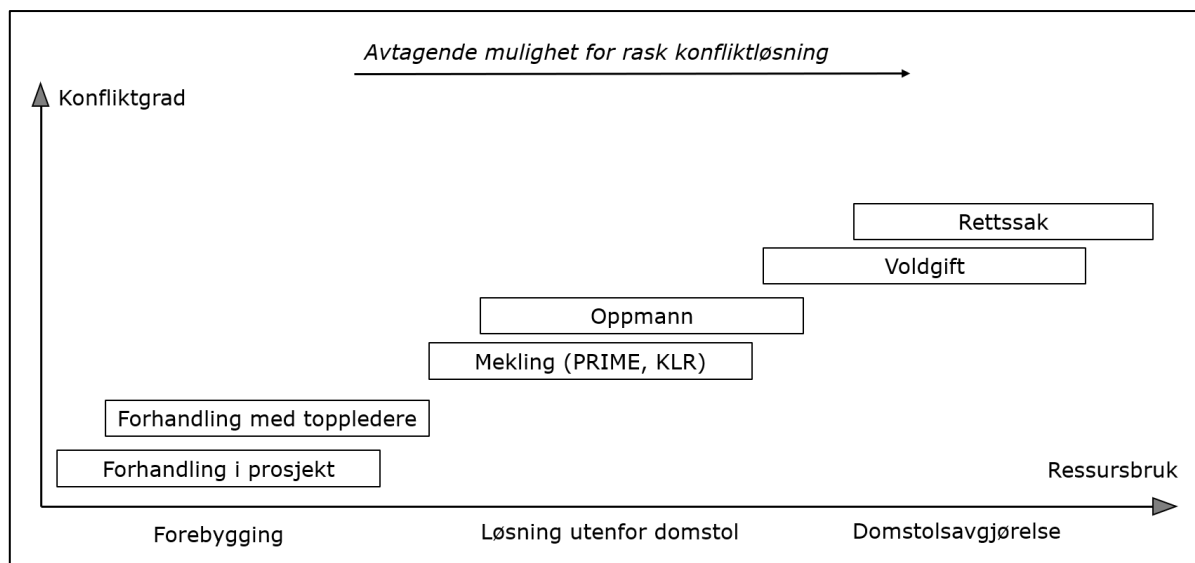 Avtagende mulighet for rask konfliktløsning
Konfliktgrad
Rettssak
Voldgift
Oppmann
Mekling (PRIME, KLR)
Forhandling med toppledere
Forhandling i prosjekt
Ressursbruk
Forebygging
Løsning utenfor domstol
Domstolsavgjørelse